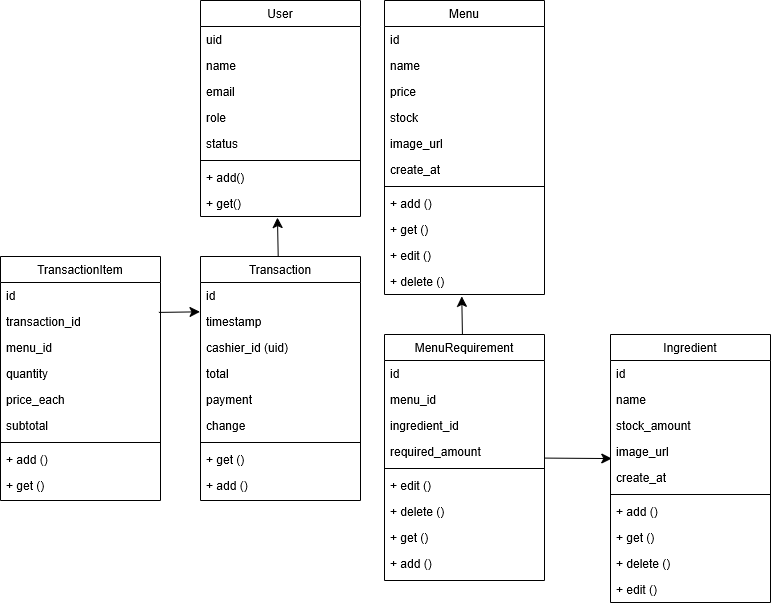 User
uid
name
email
role
status
+ add()
+ get()
Menu
id
name
price
stock
image_url
create_at
+ add ()
+ get ()
+ edit ()
+ delete ()
TransactionItem
id
transaction_id
menu_id
quantity
price_each
subtotal
+ add ()
+ get ()
Transaction
id
timestamp
cashier_id (uid)
total
payment
change
+ get ()
+ add ()
MenuRequirement
id
menu_id
ingredient_id
required_amount
+ edit ()
+ delete ()
+ get ()
+ add ()
Ingredient
id
name
stock_amount
image_url
create_at
+ add ()
+ get ()
+ delete ()
+ edit ()